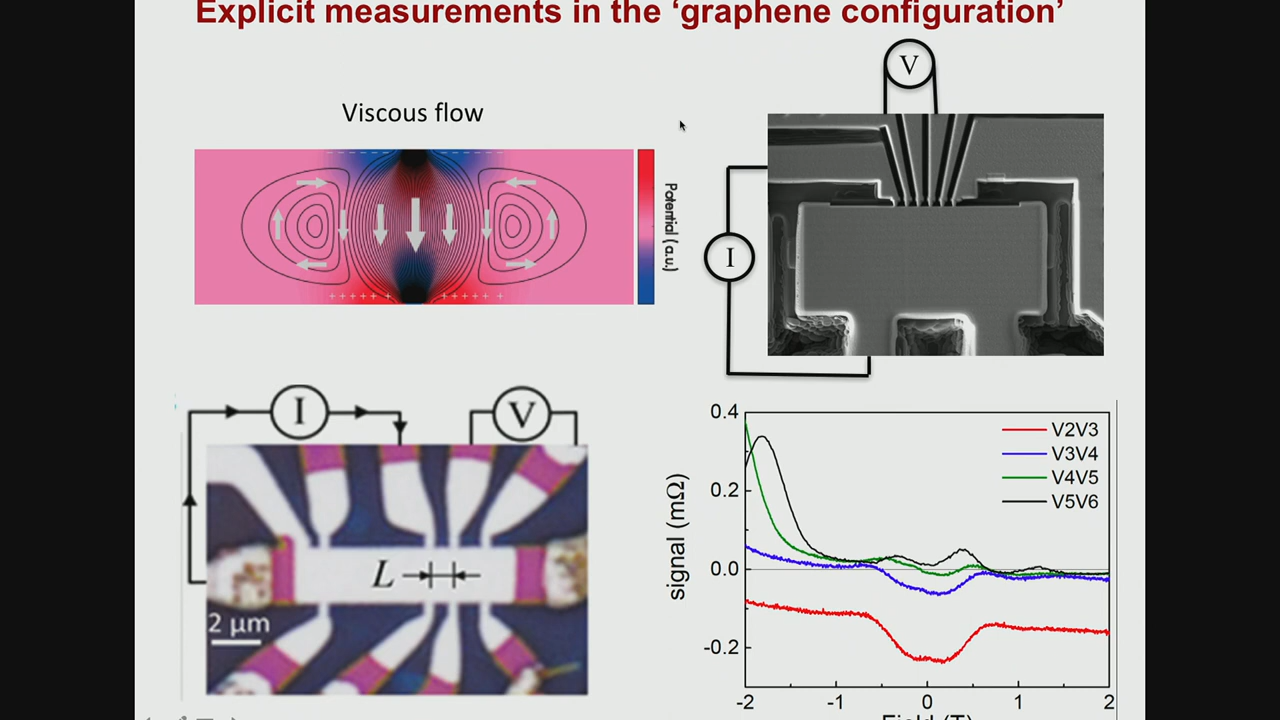 Explicit measurements in the ‘graphene configuration’
Viscous flow
Potential (a.u.)
V
I
I
V
L
2 μm
0.4
0.2
0.0
-0.2
signal (mΩ)
V2V3
V3V4
V4V5
V5V6
-2
-1
0
1
2
Field (T)